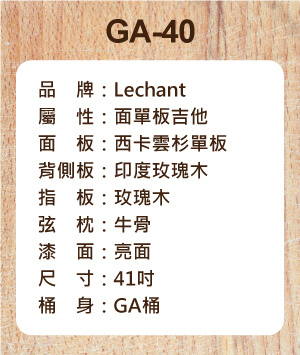 GA-40
品　牌：Lechant
屬　性：面單板吉他
面　板：西卡雲杉單板
背側板：印度玫瑰木
指　板：玫瑰木
弦　枕：牛骨
漆　面：亮面
尺　寸：41吋
桶　身：GA桶